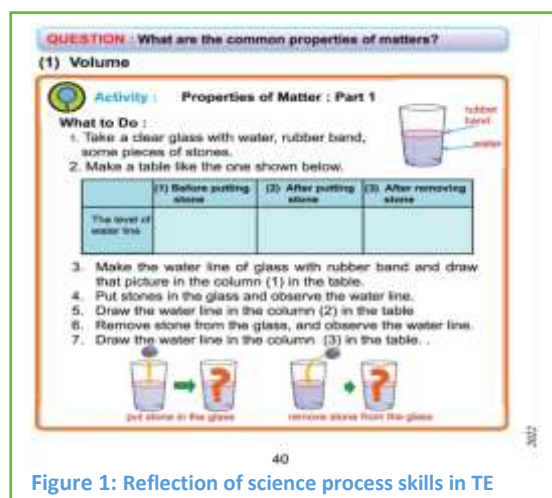 QUESTION : What are the common properties of matters?
(1) Volume
Activity : Properties of Matter : Part 1
rubber band
What to Do :
1. Take a clear glass with water, rubber band, some pieces of stones.
water
2. Make a table like the one shown below.
(1) Before putting stone
(2) After putting stone
(3) After removing stone
The level of water line
3. Make the water line of glass with rubber band and draw
that picture in the column (1) in the table.
4. Put stones in the glass and observe the water line.
5. Draw the water line in the column (2) in the table
6. Remove stone from the glass, and observe the water line.
7. Draw the water line in the column (3) in the table. .
?
?
put stone in the glass
remove stone from the glass
40
2022
Figure 1: Reflection of science process skills in TE